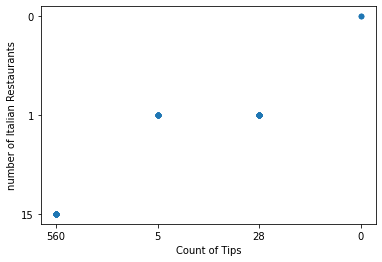 0
1
15
number of Italian Restaurants
560 5 28 0
Count of Tips